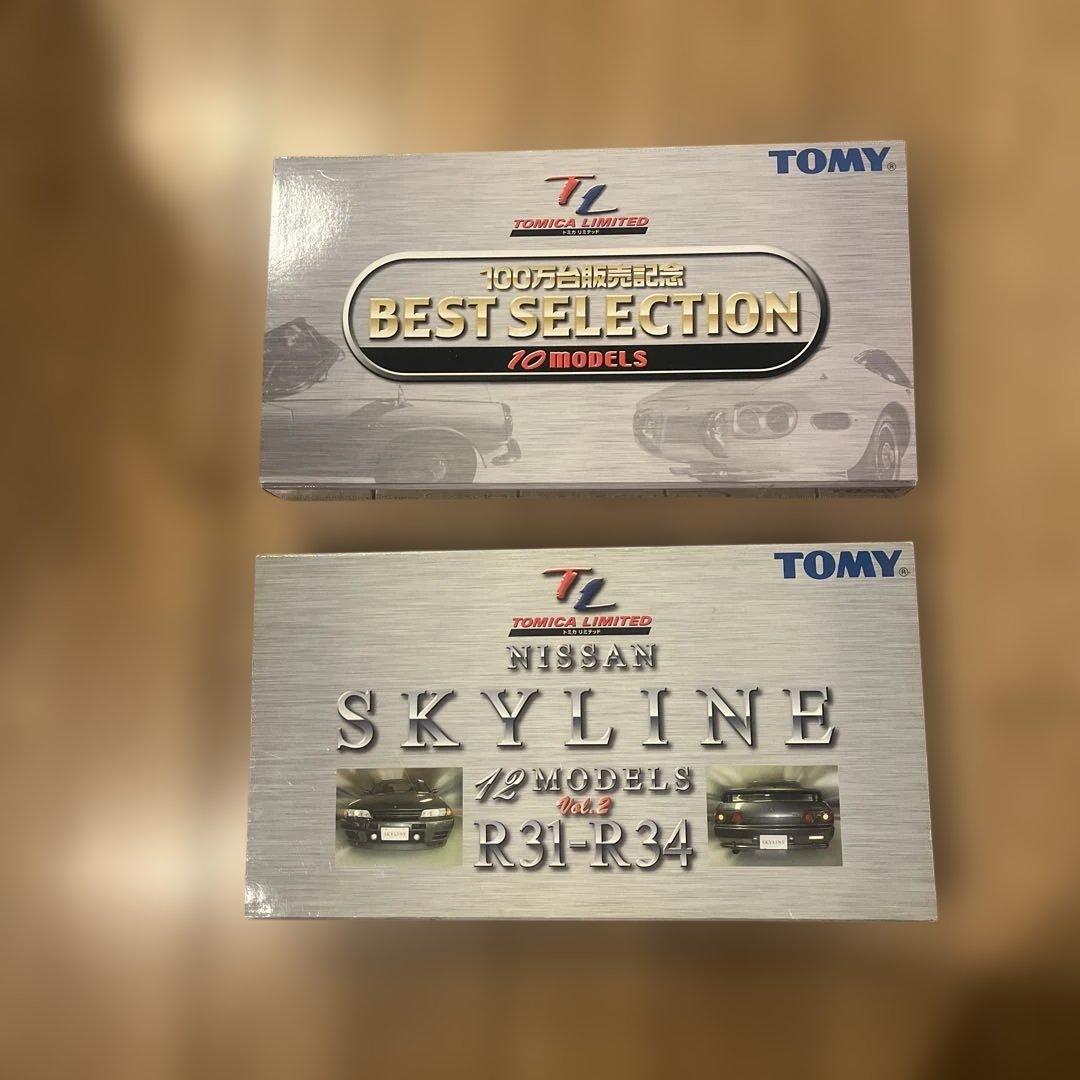 TOMY®
TL
TOMICA LIMITED
トミカ リミテッド
100万台販売記念
BEST SELECTION
10 MODELS
TOMY®
TL
TOMICA LIMITED
トミカ リミテッド
NISSAN
SKYLINE
12 MODELS
Vol.2
R31-R34
SKYLINE
SKYLINE